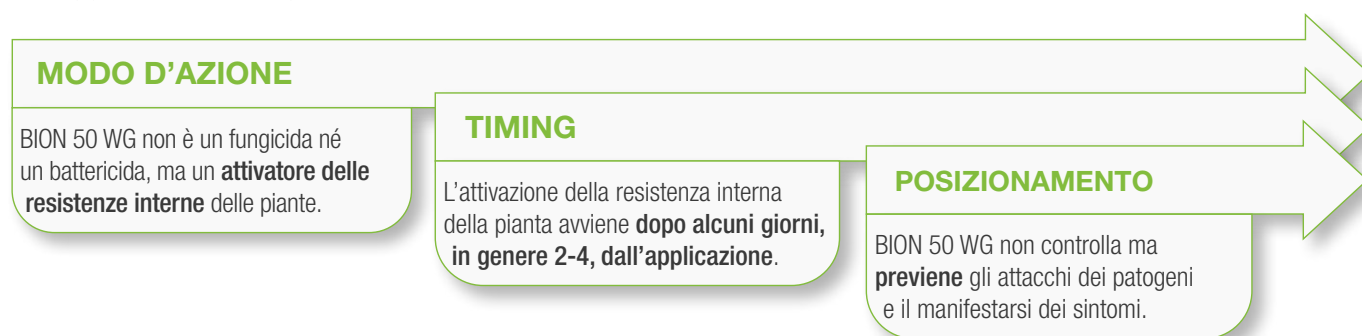 MODO D’AZIONE
BION 50 WG non è un fungicida né
un battericida, ma un attivatore delle
resistenze interne delle piante.
TIMING
L’attivazione della resistenza interna
della pianta avviene dopo alcuni giorni,
in genere 2-4, dall’applicazione.
POSIZIONAMENTO
BION 50 WG non controlla ma
previene gli attacchi dei patogeni
e il manifestarsi dei sintomi.